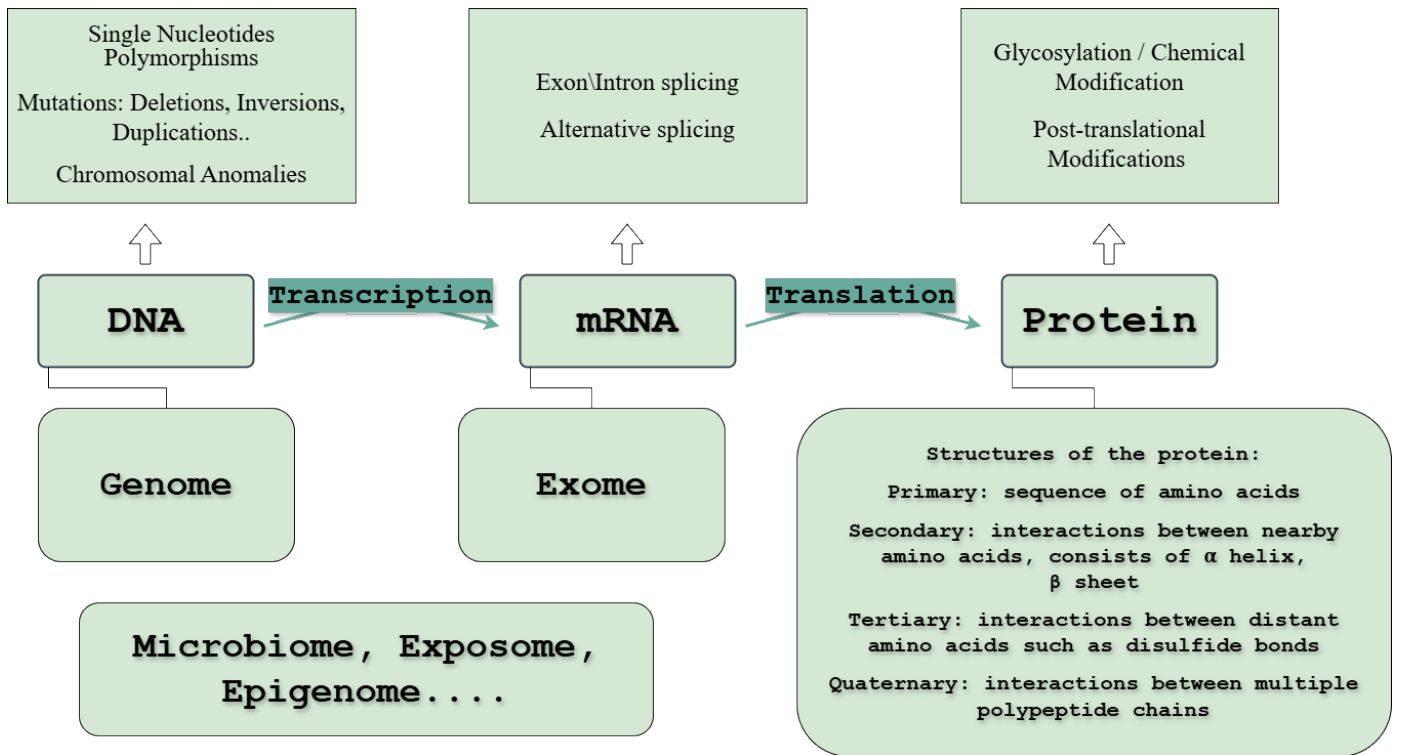 Single Nucleotides
Polymorphisms
Mutations: Deletions, Inversions,
Duplications..
Chromosomal Anomalies
Exon\Intron splicing
Alternative splicing
Glycosylation / Chemical
Modification
Post-translational
Modifications
DNA
Transcription
mRNA
Translation
Protein
Genome
Exome
Structures of the protein:
Primary: sequence of amino acids
Secondary: interactions between nearby
amino acids, consists of α helix,
β sheet
Tertiary: interactions between distant
amino acids such as disulfide bonds
Quaternary: interactions between multiple
polypeptide chains
Microbiome, Exposome,
Epigenome....